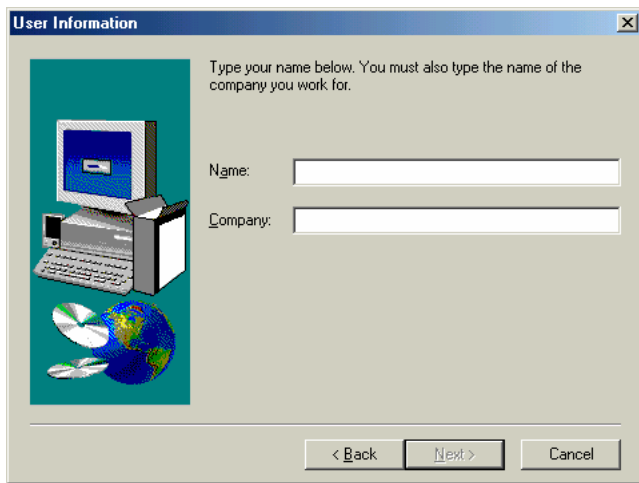 User Information
Type your name below. You must also type the name of the
company you work for.
Name:
Company:
< Back
Next >
Cancel